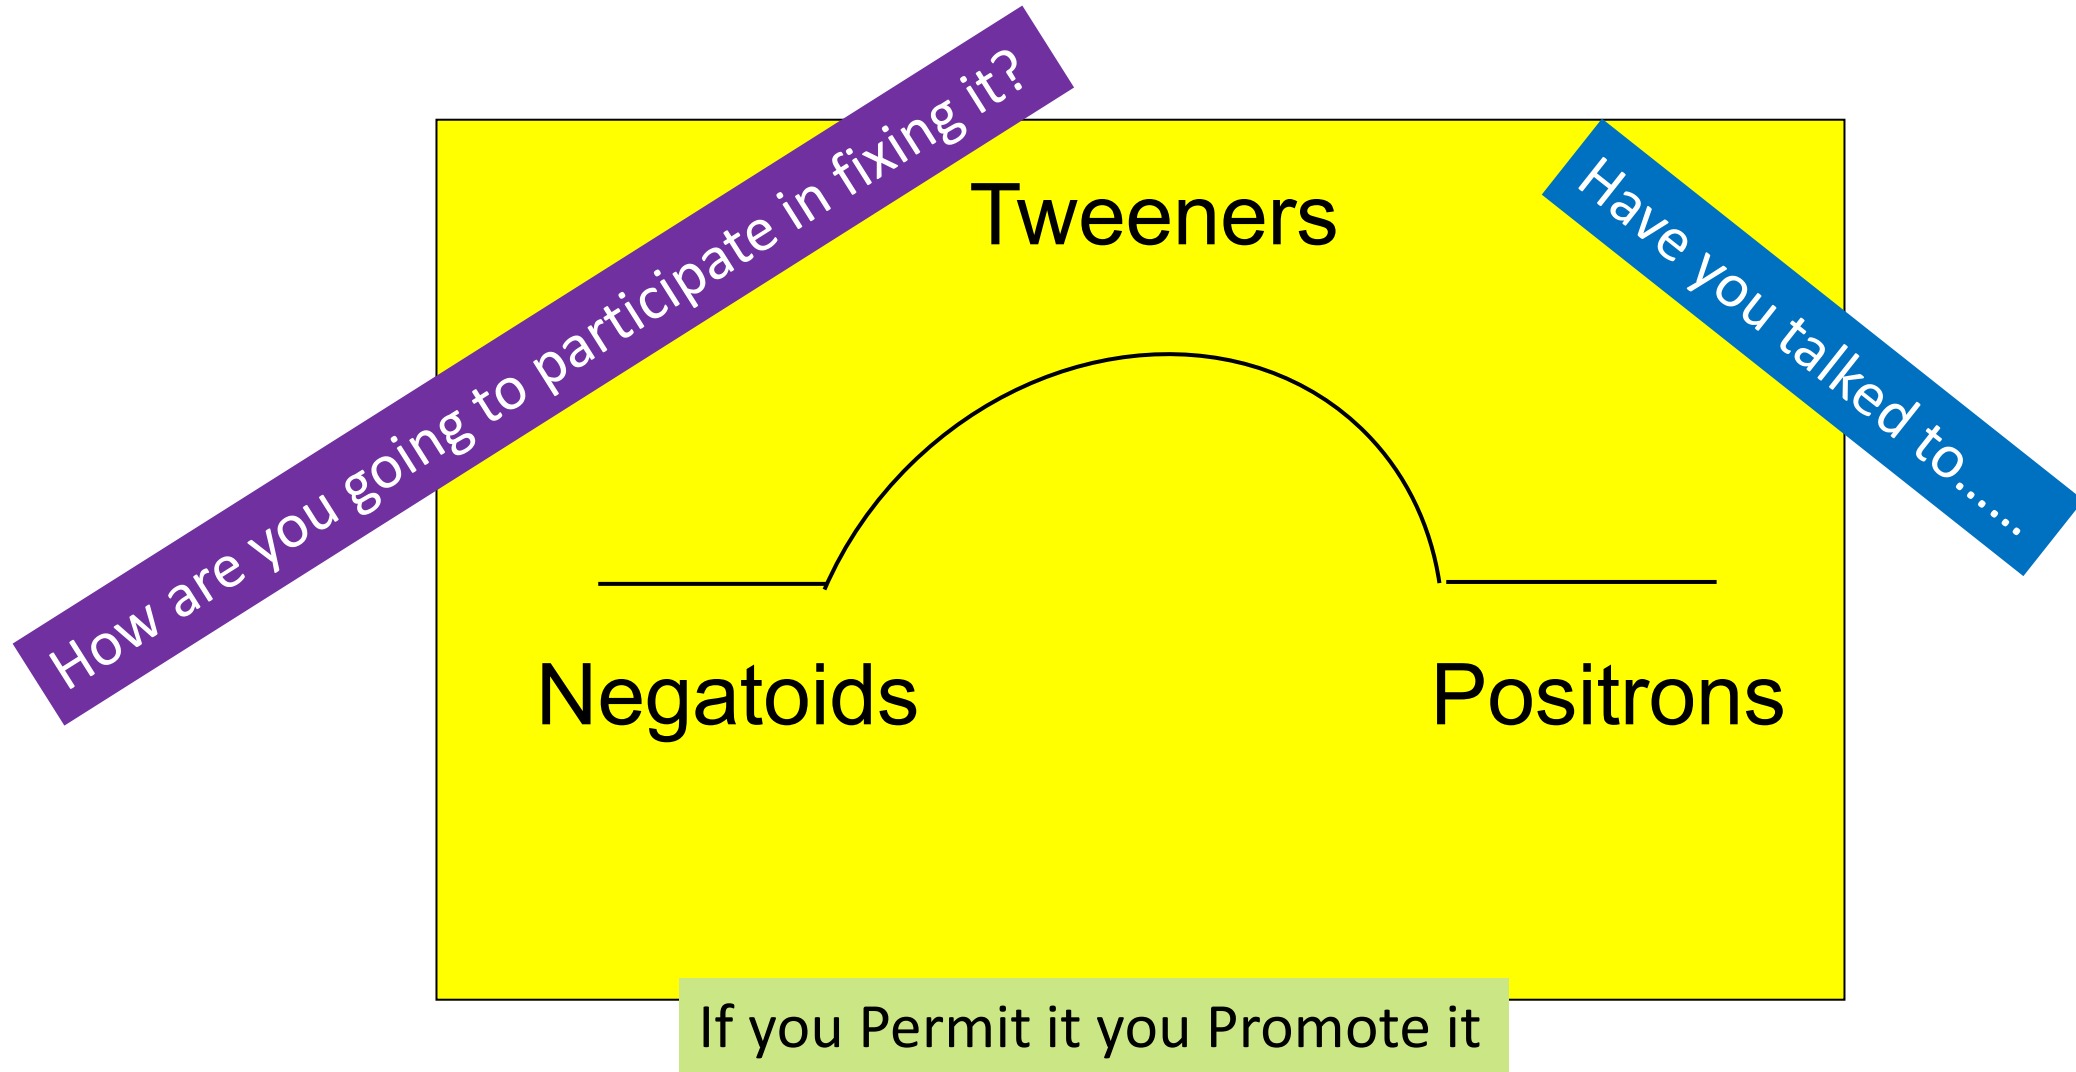 How are you going to participate in fixing it?
Tweeners
Have you talked to......
Negatoids
Positrons
If you Permit it you Promote it